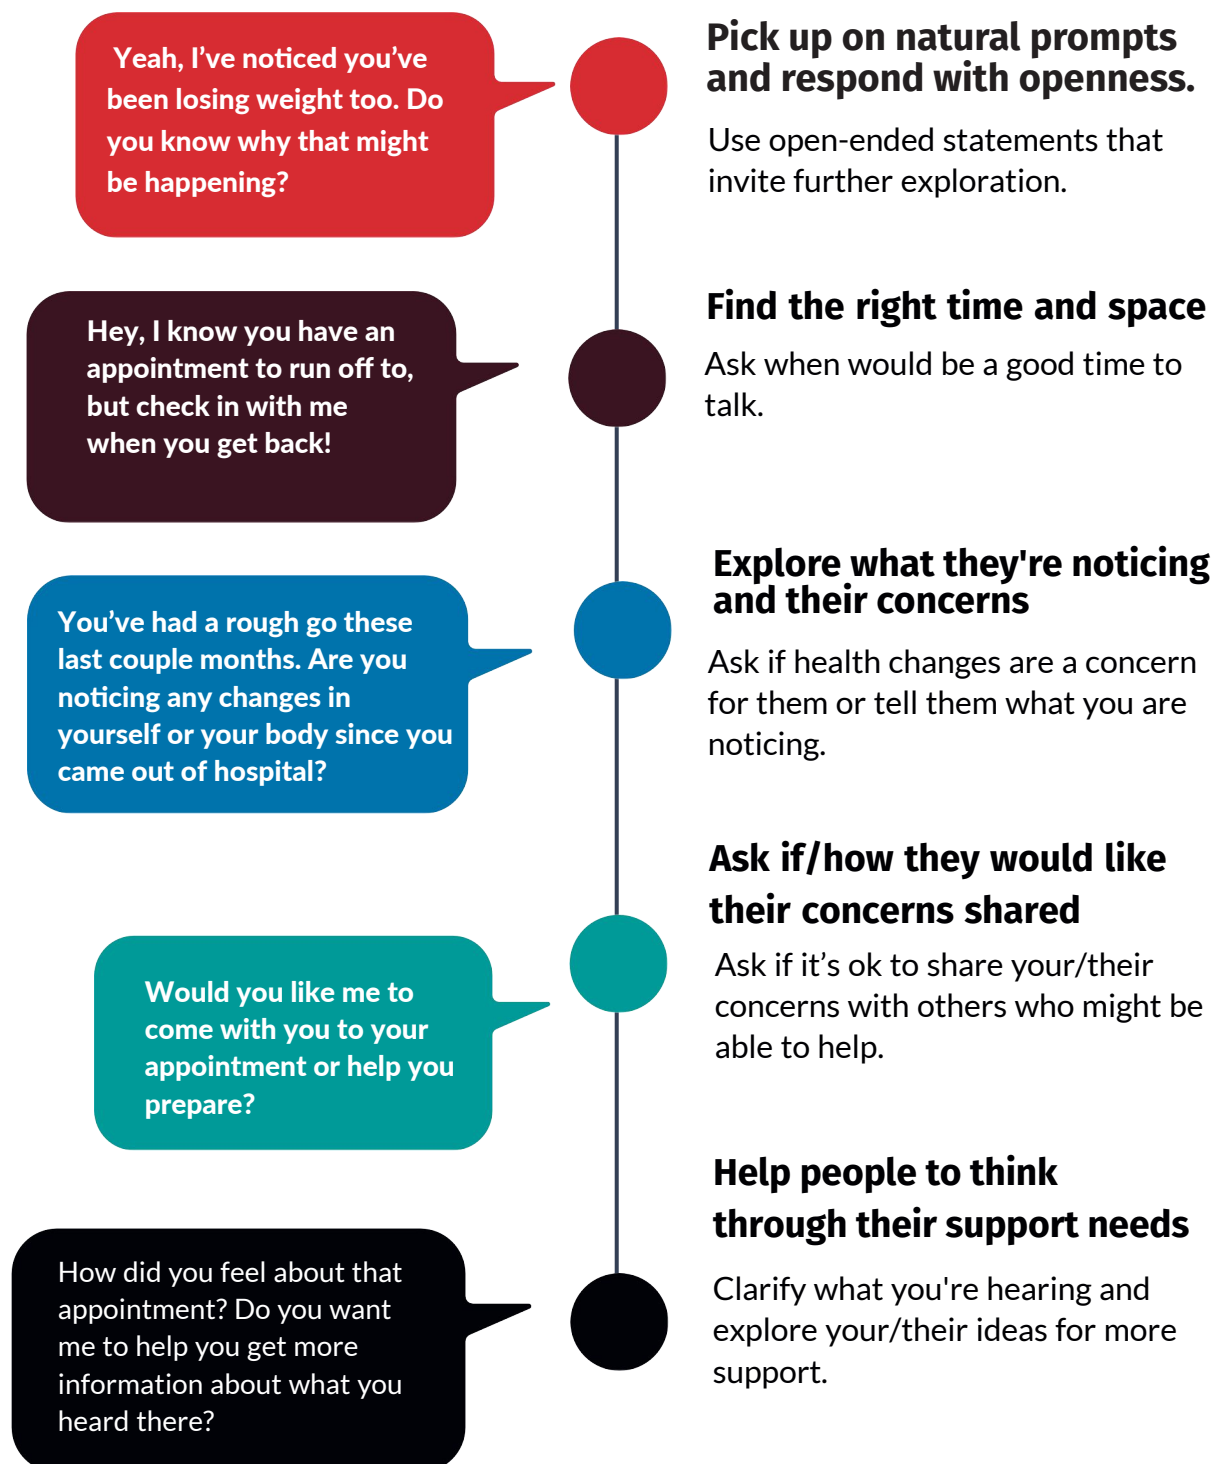 Yeah, I’ve noticed you’ve
been losing weight too. Do
you know why that might
be happening?
Pick up on natural prompts
and respond with openness.
Use open-ended statements that
invite further exploration.
Hey, I know you have an
appointment to run off to,
but check in with me
when you get back!
Find the right time and space
Ask when would be a good time to
talk.
You’ve had a rough go these
last couple months. Are you
noticing any changes in
yourself or your body since you
came out of hospital?
Explore what they're noticing
and their concerns
Ask if health changes are a concern
for them or tell them what you are
noticing.
Would you like me to
come with you to your
appointment or help you
prepare?
Ask if/how they would like
their concerns shared
Ask if it’s ok to share your/their
concerns with others who might be
able to help.
How did you feel about that
appointment? Do you want
me to help you get more
information about what you
heard there?
Help people to think
through their support needs
Clarify what you're hearing and
explore your/their ideas for more
support.